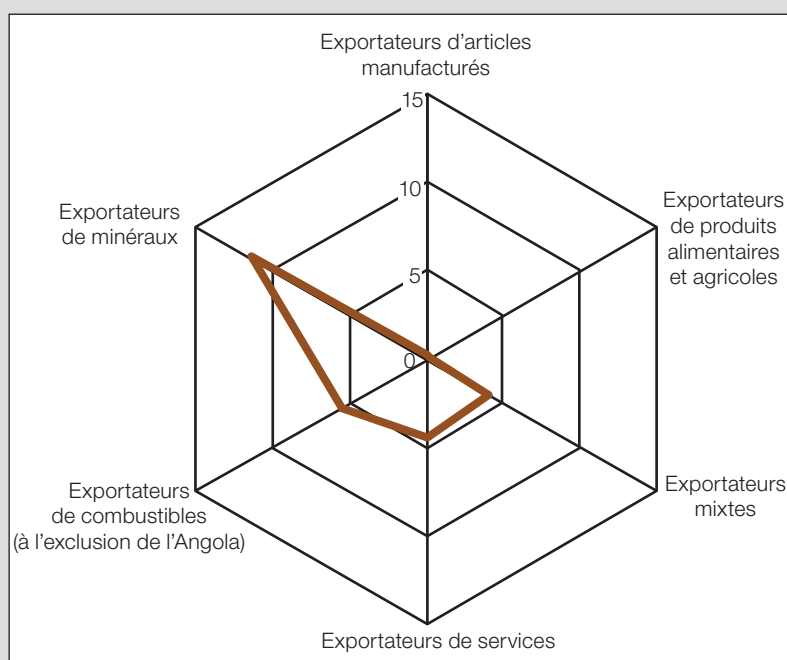 Exportateurs d'articles
manufacturés
15
10
5
0
Exportateurs
de produits
alimentaires
et agricoles
Exportateurs
mixtes
Exportateurs de services
Exportateurs
de combustibles
(à l'exclusion de l'Angola)
Exportateurs
de minéraux